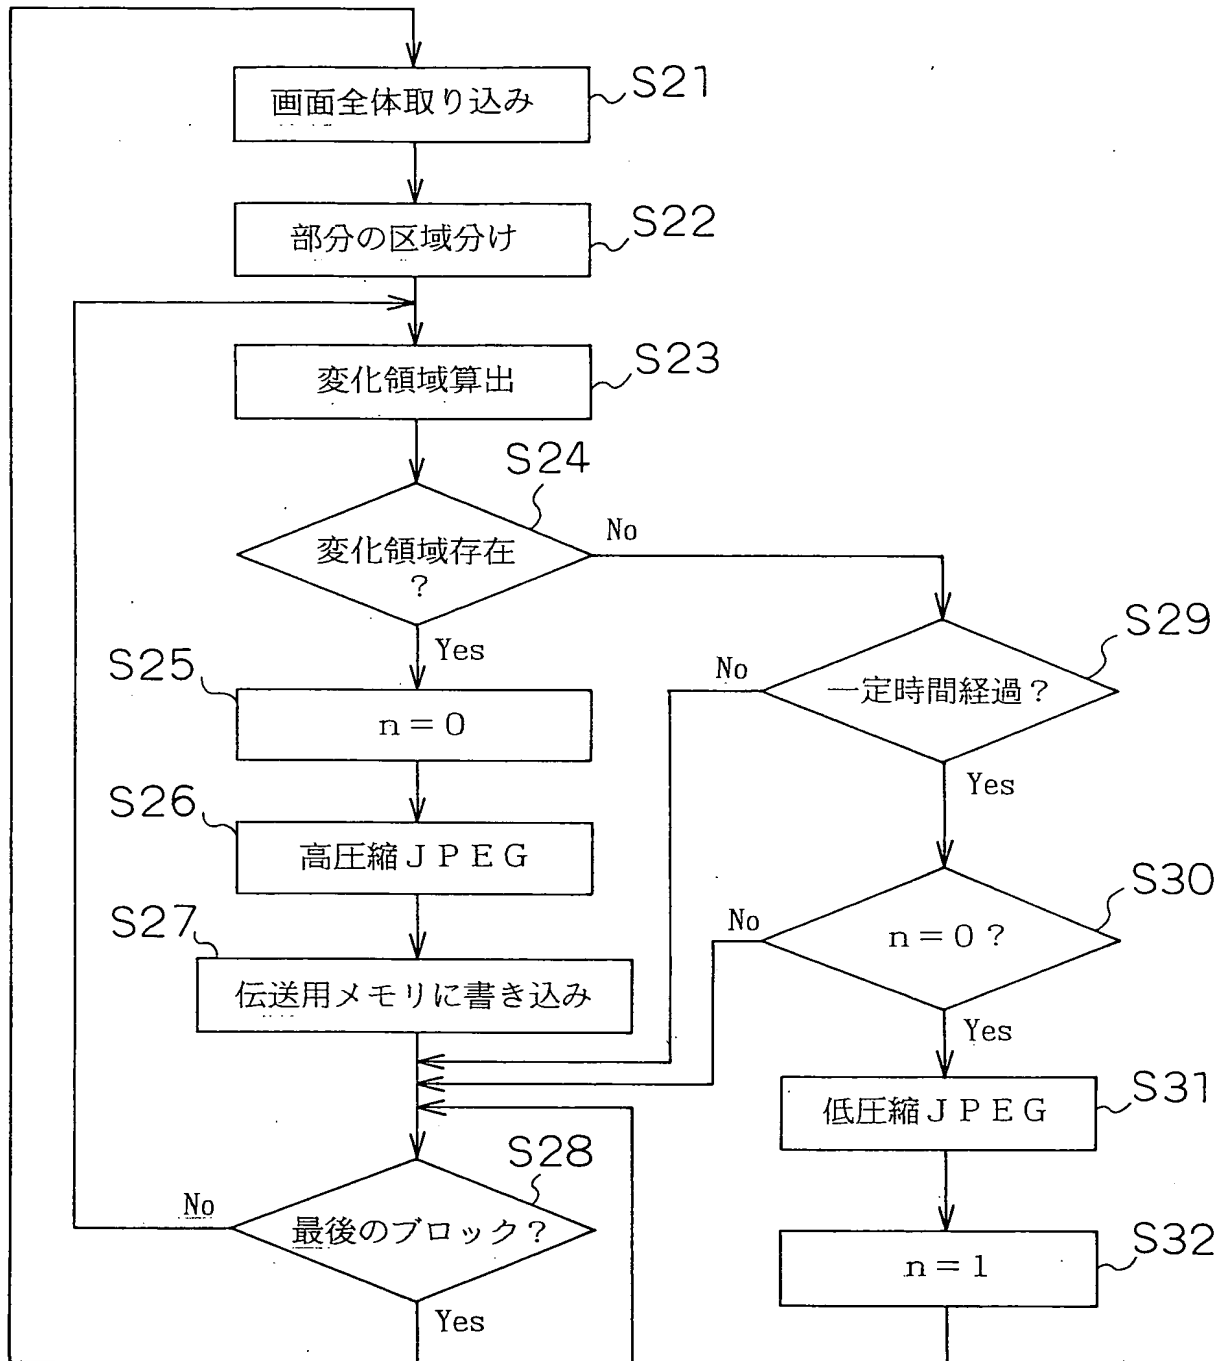 S21
画面全体取り込み
S22
部分の区域分け
S23
変化領域算出
S24
変化領域存在
?
No
Yes
S25
n=0
S26
高圧縮JPEG
S27
伝送用メモリに書き込み
S28
最後のブロック?
No
Yes
S29
一定時間経過?
No
Yes
S30
n=0?
No
Yes
S31
低圧縮JPEG
S32
n=1